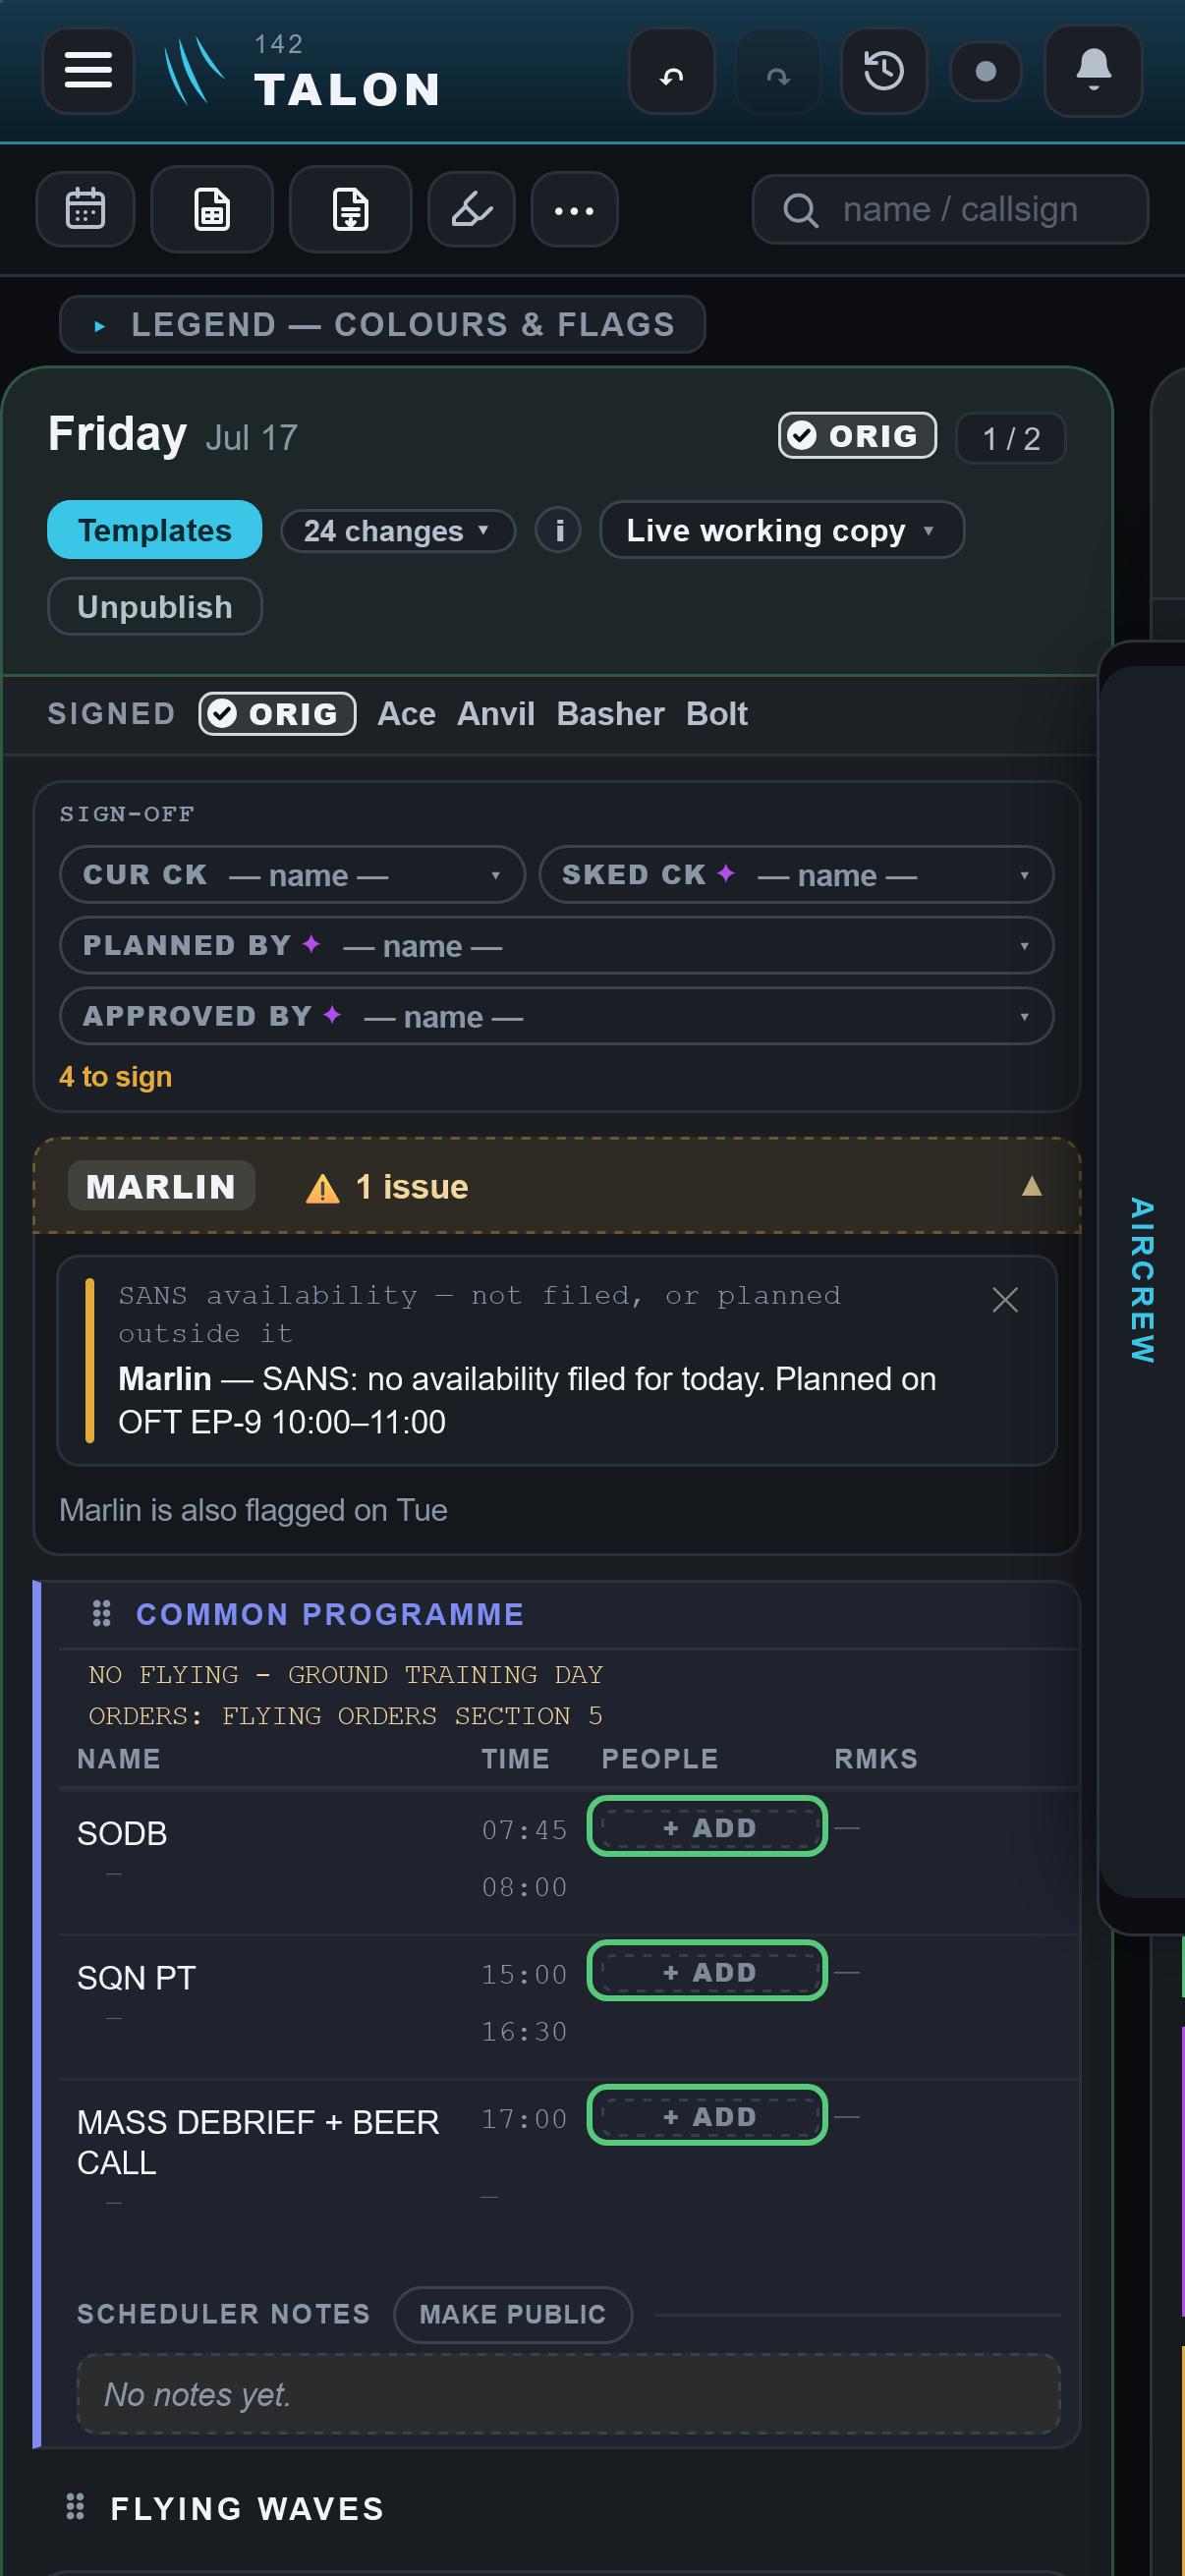 142
TALON
name / callsign
LEGEND — COLOURS & FLAGS
Friday Jul 17 ORIG 1 / 2
Templates 24 changes i Live working copy
Unpublish
SIGNED ORIG Ace Anvil Basher Bolt
SIGN-OFF
CUR CK — name — SKED CK — name —
PLANNED BY — name —
APPROVED BY — name —
4 to sign
MARLIN 1 issue
SANS availability — not filed, or planned
outside it
Marlin — SANS: no availability filed for today. Planned on
OFT EP-9 10:00–11:00
Marlin is also flagged on Tue
AIRCREW
COMMON PROGRAMME
NO FLYING - GROUND TRAINING DAY
ORDERS: FLYING ORDERS SECTION 5
NAME TIME PEOPLE RMKS
SODB 07:45 + ADD —
— 08:00
SQN PT 15:00 + ADD —
— 16:30
MASS DEBRIEF + BEER 17:00 + ADD —
CALL
— —
SCHEDULER NOTES MAKE PUBLIC
No notes yet.
FLYING WAVES